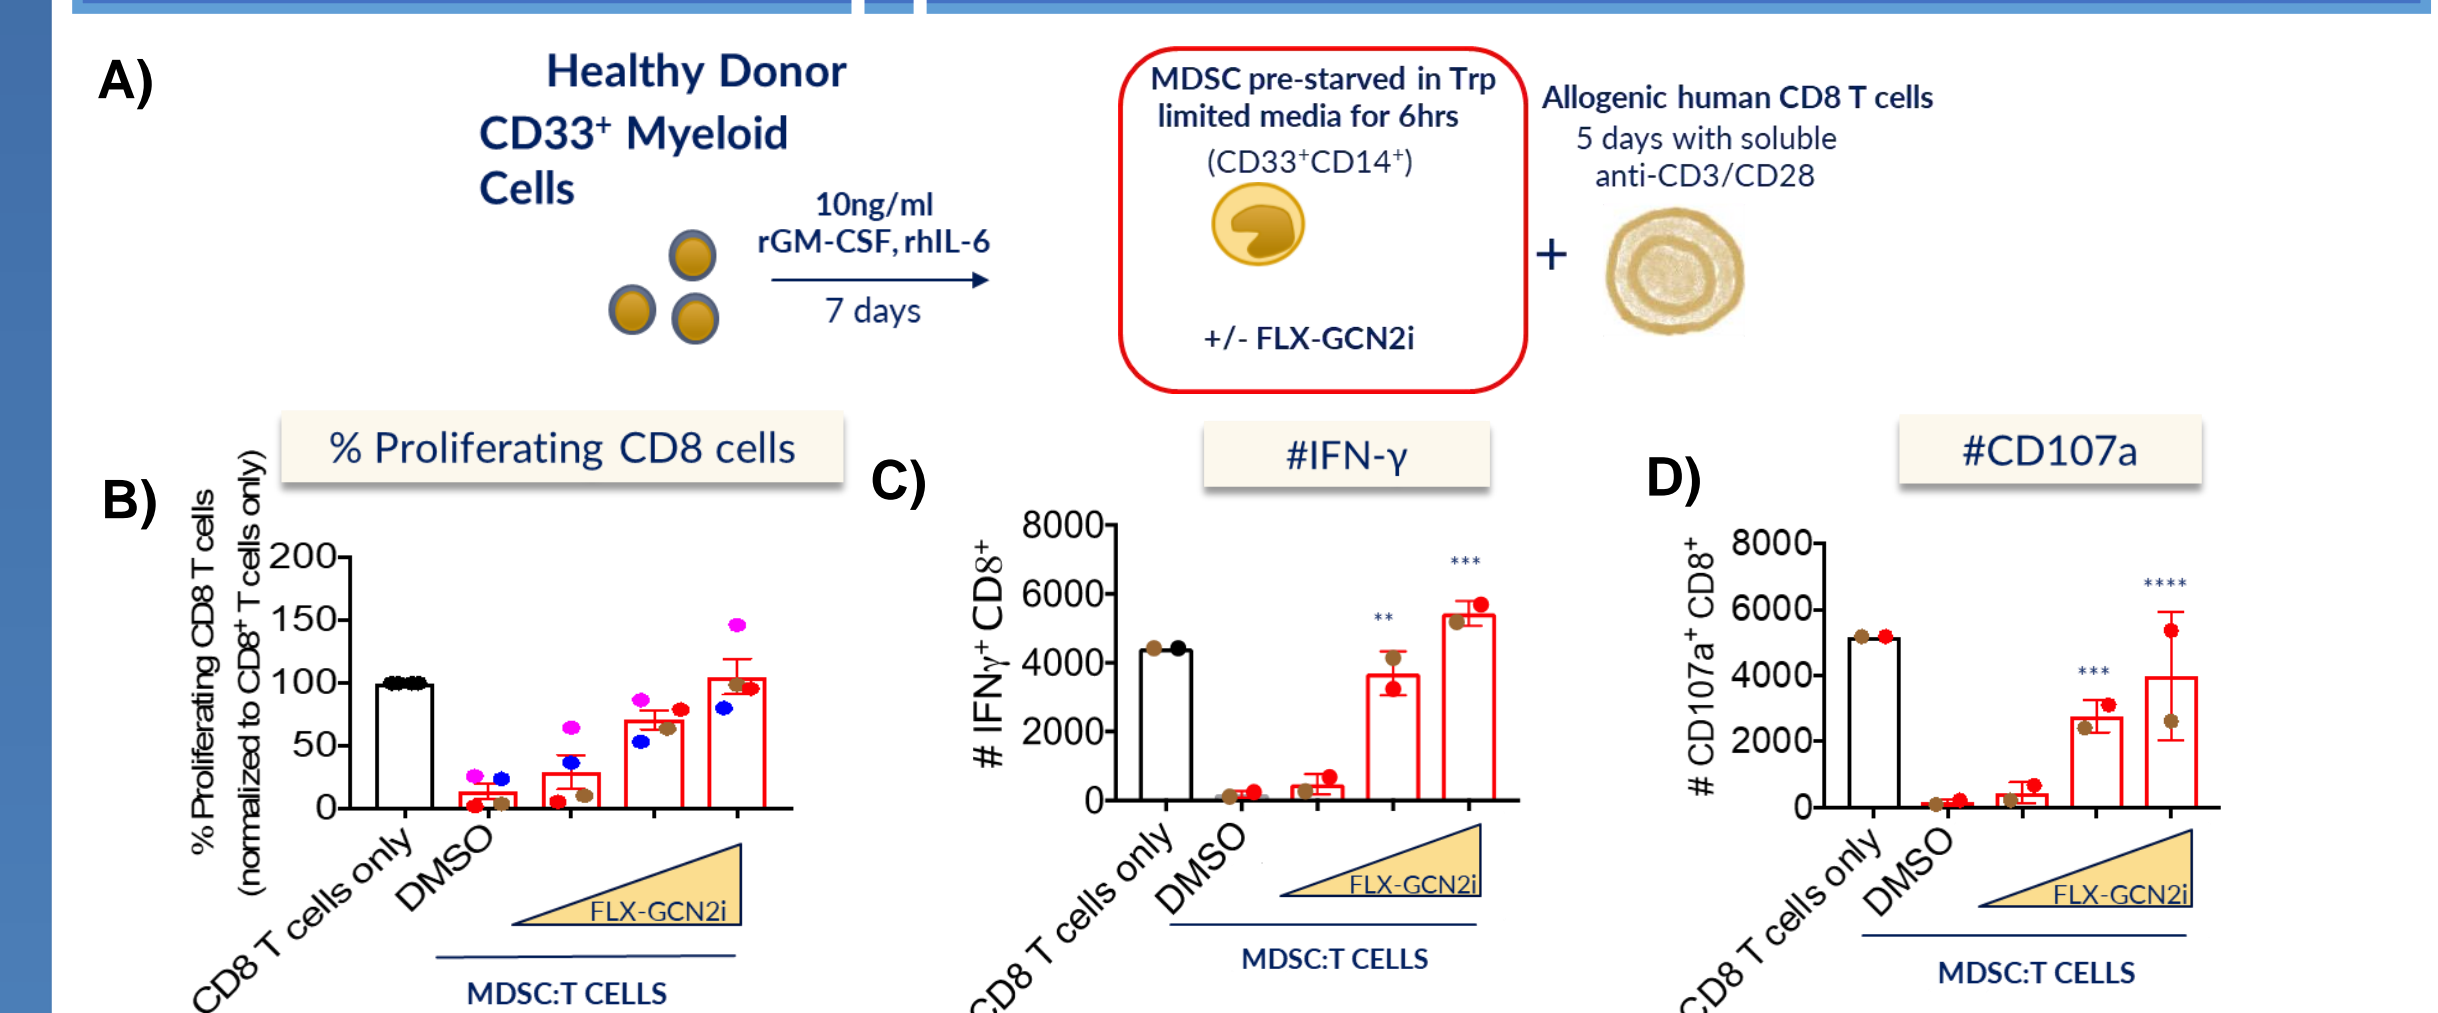 A)
Healthy Donor
CD33⁺ Myeloid
Cells
10ng/ml
rGM-CSF, rhIL-6
7 days
MDSC pre-starved in Trp
limited media for 6hrs
(CD33⁺CD14⁺)
+/- FLX-GCN2i
+
Allogenic human CD8 T cells
5 days with soluble
anti-CD3/CD28
B)
% Proliferating CD8 cells
% Proliferating CD8 T cells
(normalized to CD8⁺ T cells only)
200
150
100
50
0
CD8 T cells only
DMSO
FLX-GCN2i
MDSC:T CELLS
C)
#IFN-γ
# IFNγ⁺ CD8⁺
8000
6000
4000
2000
0
**
***
CD8 T cells only
DMSO
FLX-GCN2i
MDSC:T CELLS
D)
#CD107a
# CD107a⁺ CD8⁺
8000
6000
4000
2000
0
***
****
CD8 T cells only
DMSO
FLX-GCN2i
MDSC:T CELLS